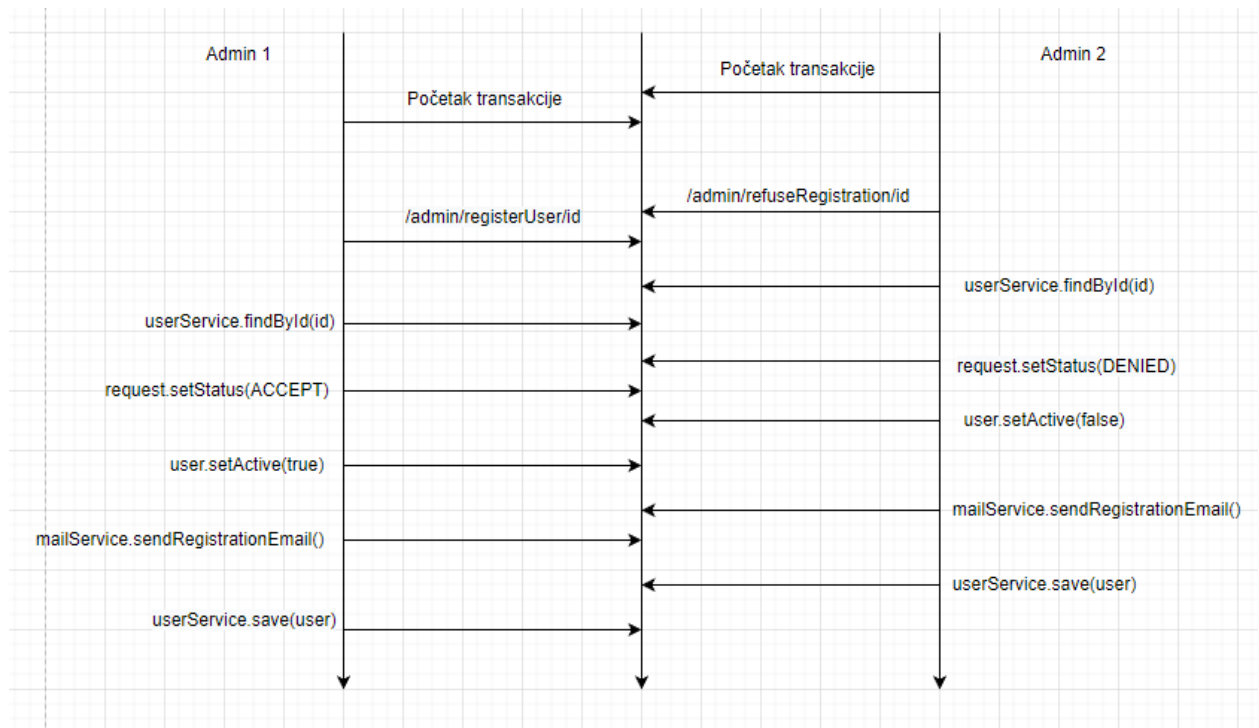 Admin 1
Admin 2
Početak transakcije
Početak transakcije
/admin/refuseRegistration/id
/admin/registerUser/id
userService.findById(id)
userService.findById(id)
request.setStatus(DENIED)
request.setStatus(ACCEPT)
user.setActive(false)
user.setActive(true)
mailService.sendRegistrationEmail()
mailService.sendRegistrationEmail()
userService.save(user)
userService.save(user)